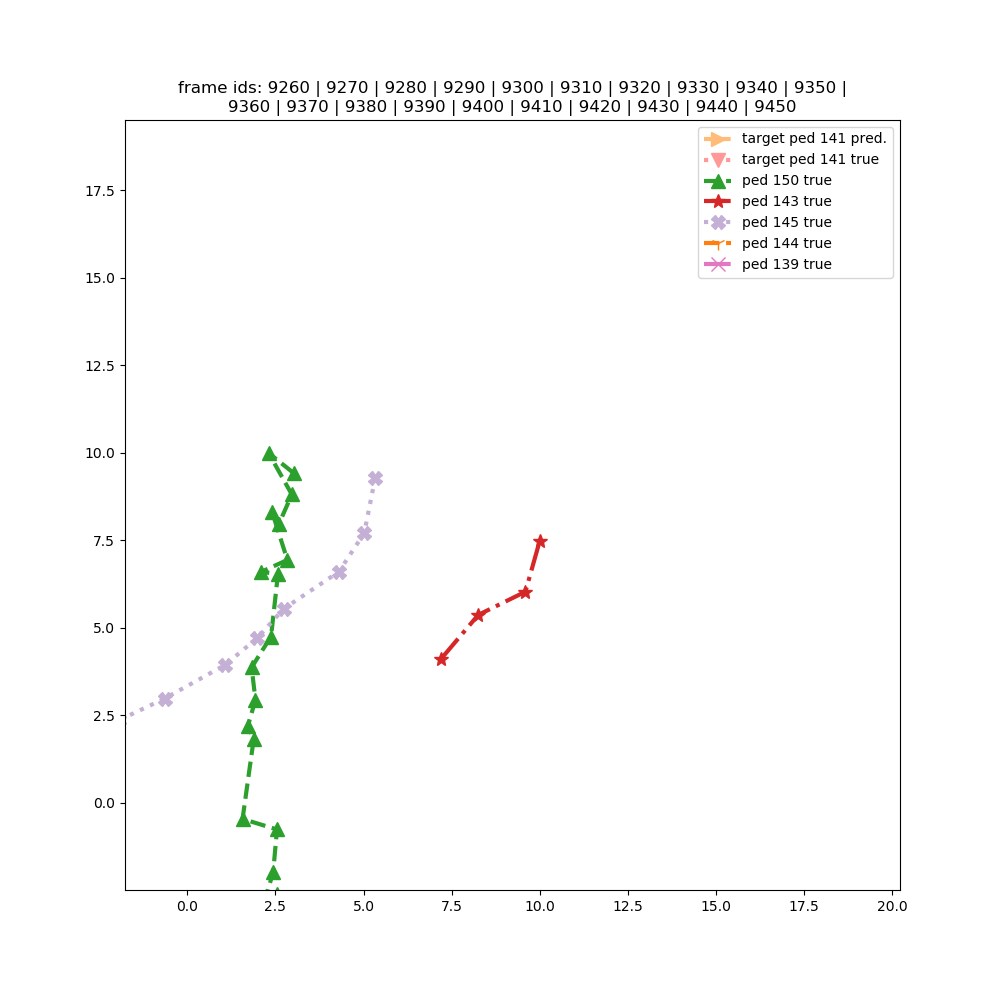 frame ids: 9260 | 9270 | 9280 | 9290 | 9300 | 9310 | 9320 | 9330 | 9340 | 9350 |
9360 | 9370 | 9380 | 9390 | 9400 | 9410 | 9420 | 9430 | 9440 | 9450
target ped 141 pred.
target ped 141 true
ped 150 true
ped 143 true
ped 145 true
ped 144 true
ped 139 true
17.5
15.0
12.5
10.0
7.5
5.0
2.5
0.0
0.0 2.5 5.0 7.5 10.0 12.5 15.0 17.5 20.0